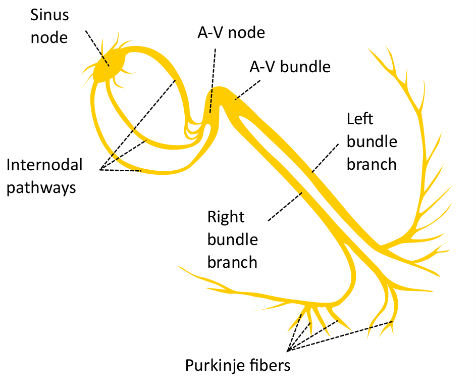 Sinus
node
A-V node
A-V bundle
Left
bundle
branch
Internodal
pathways
Right
bundle
branch
Purkinje fibers